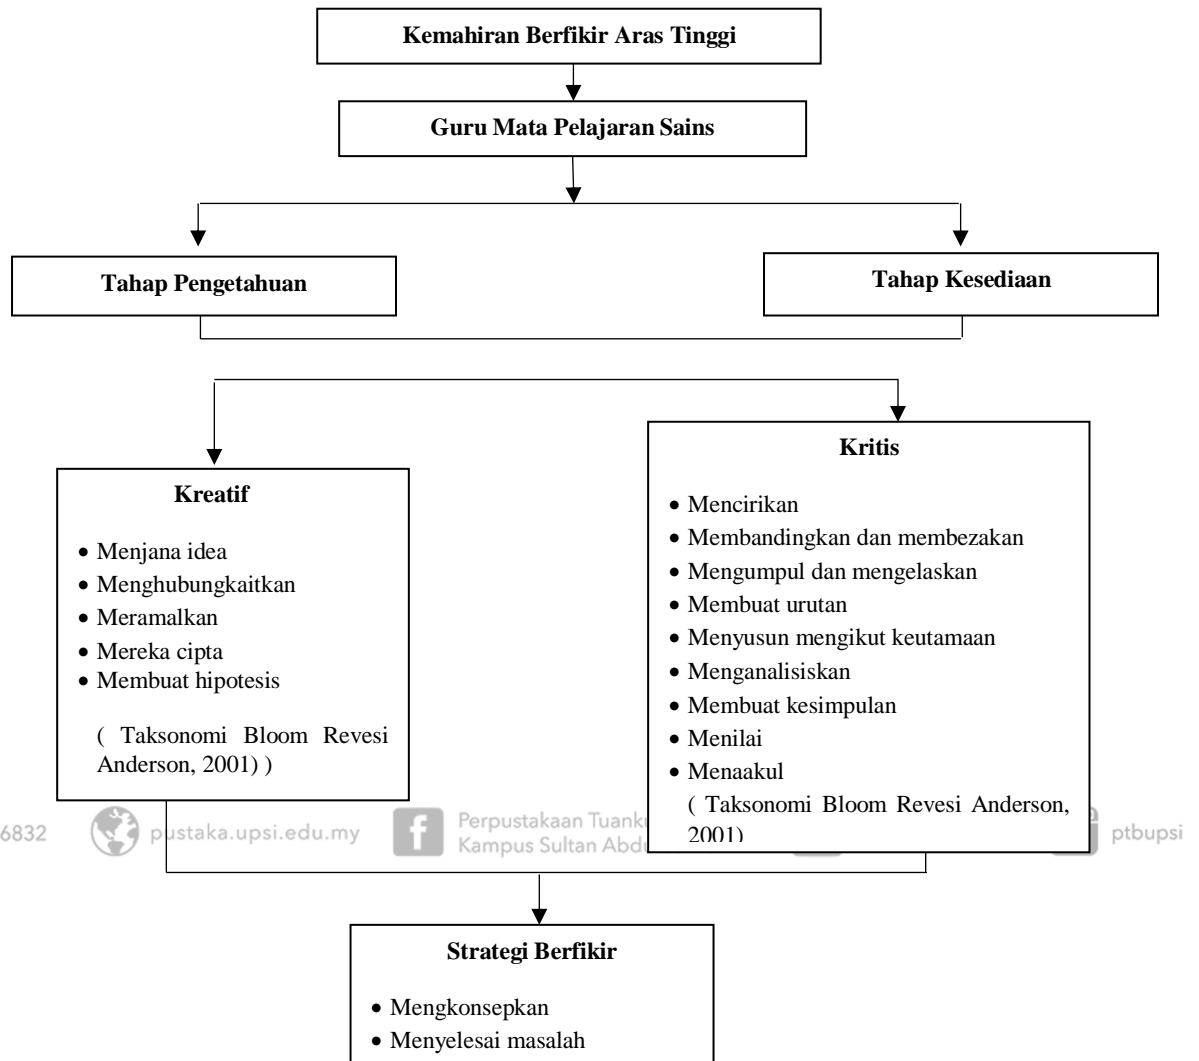 Kemahiran Berfikir Aras Tinggi
Guru Mata Pelajaran Sains
Tahap Pengetahuan
Tahap Kesediaan
Kreatif
• Menjana idea
• Menghubungkaitkan
• Meramalkan
• Mereka cipta
• Membuat hipotesis
( Taksonomi Bloom Revesi
Anderson, 2001) )
Kritis
• Mencirikan
• Membandingkan dan membezakan
• Mengumpul dan mengelaskan
• Membuat urutan
• Menyusun mengikut keutamaan
• Menganalisiskan
• Membuat kesimpulan
• Menilai
• Menaakul
( Taksonomi Bloom Revesi Anderson,
2001)
6832
pustaka.upsi.edu.my
f
Perpustakaan
Kampus Sultan
ptbupsi
Strategi Berfikir
• Mengkonsepkan
• Menyelesai masalah